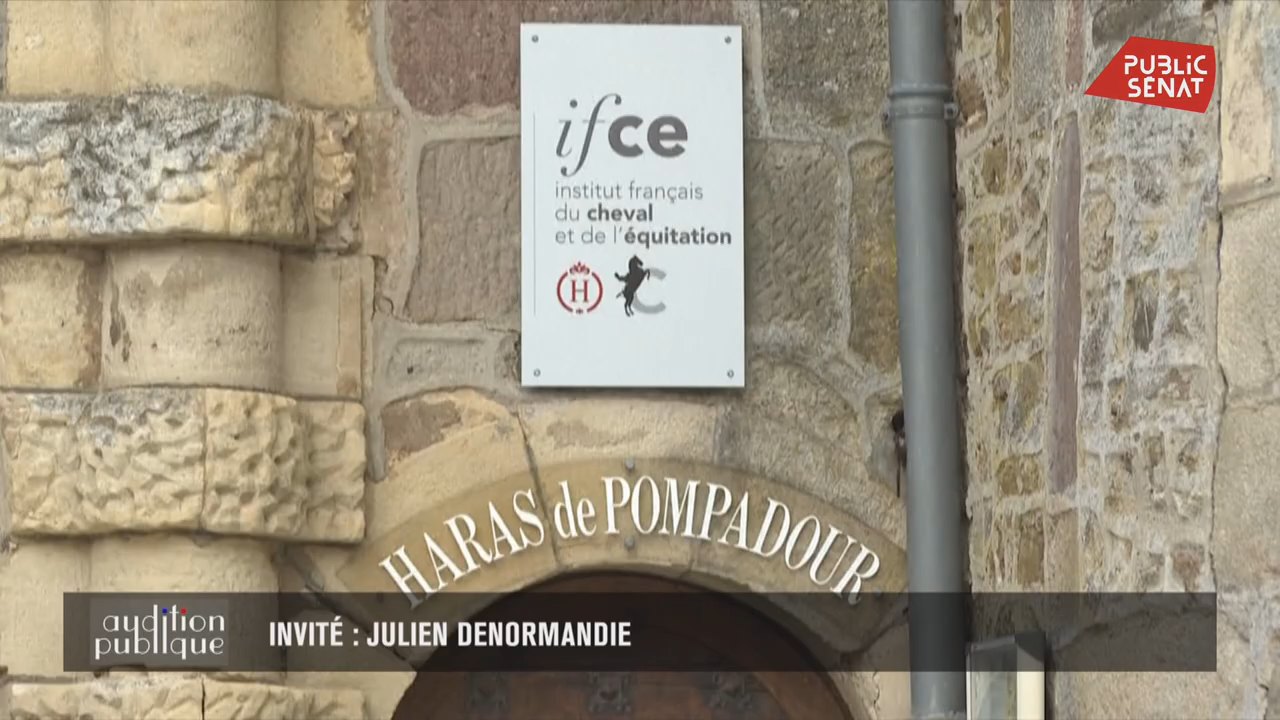 PUBLIC
SÉNAT
ifce
institut français
du cheval
et de l'équitation
H
C
HARAS de POMPADOUR
audition
publique
INVITÉ : JULIEN DENORMANDIE